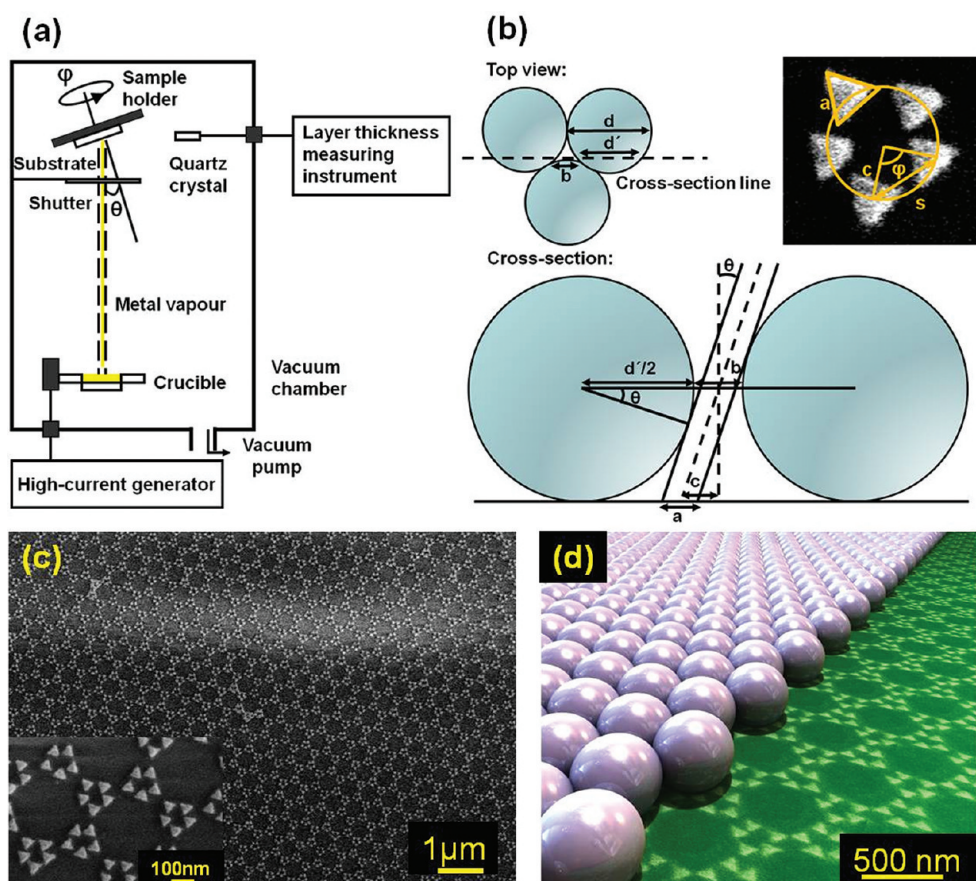 (a)
φ
Sample
holder
Substrate
Quartz
crystal
Layer thickness
measuring
instrument
Shutter
θ
Metal vapour
Crucible
Vacuum
chamber
Vacuum
pump
High-current generator
(b)
Top view:
d
d´
b
Cross-section line
a
c
φ
s
Cross-section:
θ
d´/2
b
θ
c
a
(c)
100nm
1μm
(d)
500 nm